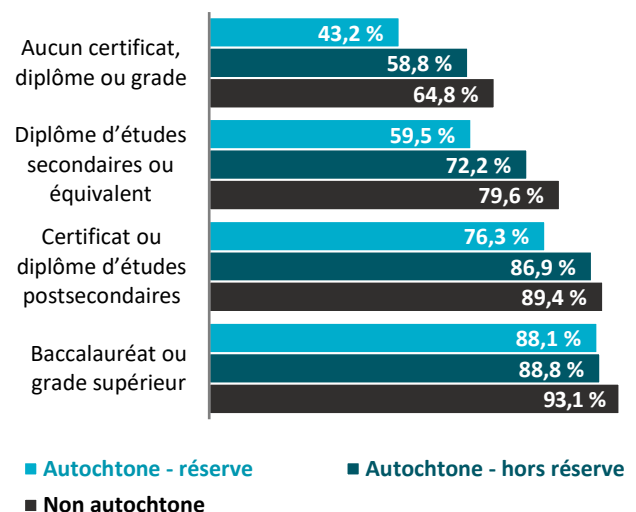 Aucun certificat,
diplôme ou grade
43,2 %
58,8 %
64,8 %
Diplôme d'études
secondaires ou
équivalent
59,5 %
72,2 %
79,6 %
Certificat ou
diplôme d'études
postsecondaires
76,3 %
86,9 %
89,4 %
Baccalauréat ou
grade supérieur
88,1 %
88,8 %
93,1 %
Autochtone - réserve
Autochtone - hors réserve
Non autochtone